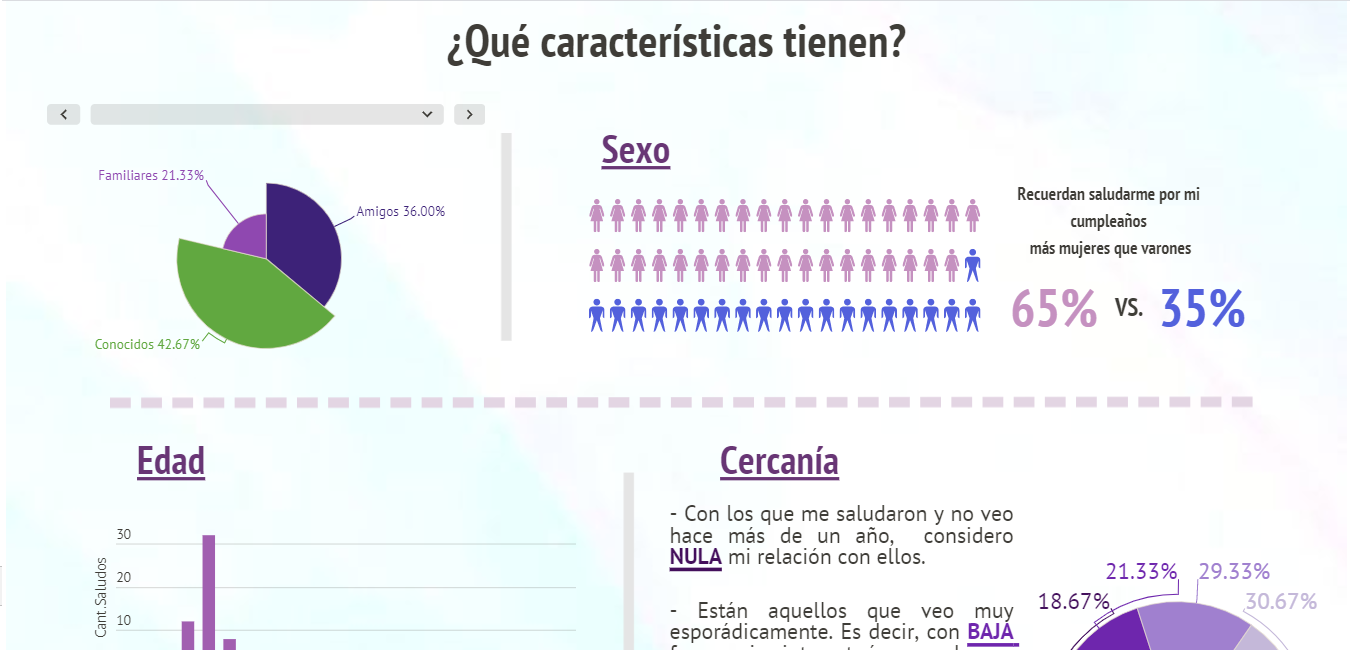 ¿Qué características tienen?
Familiares 21.33%
Amigos 36.00%
Conocidos 42.67%
Sexo
Recuerdan saludarme por mi
cumpleaños
más mujeres que varones
65% VS. 35%
Edad
30
20
10
Cant.Saludos
Cercanía
- Con los que me saludaron y no veo
hace más de un año, considero
NULA mi relación con ellos.
- Están aquellos que veo muy
esporádicamente. Es decir, con BAJA
21.33% 29.33%
18.67% 30.67%